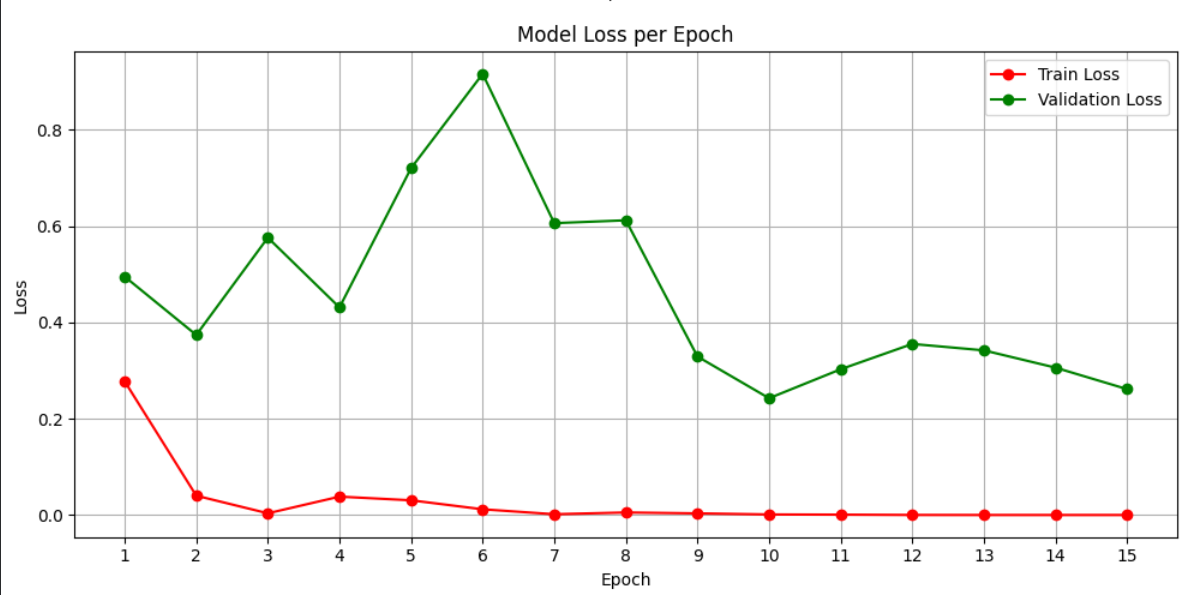 Model Loss per Epoch
Train Loss
Validation Loss
0.8
0.6
0.4
0.2
0.0
Loss
1 2 3 4 5 6 7 8 9 10 11 12 13 14 15
Epoch